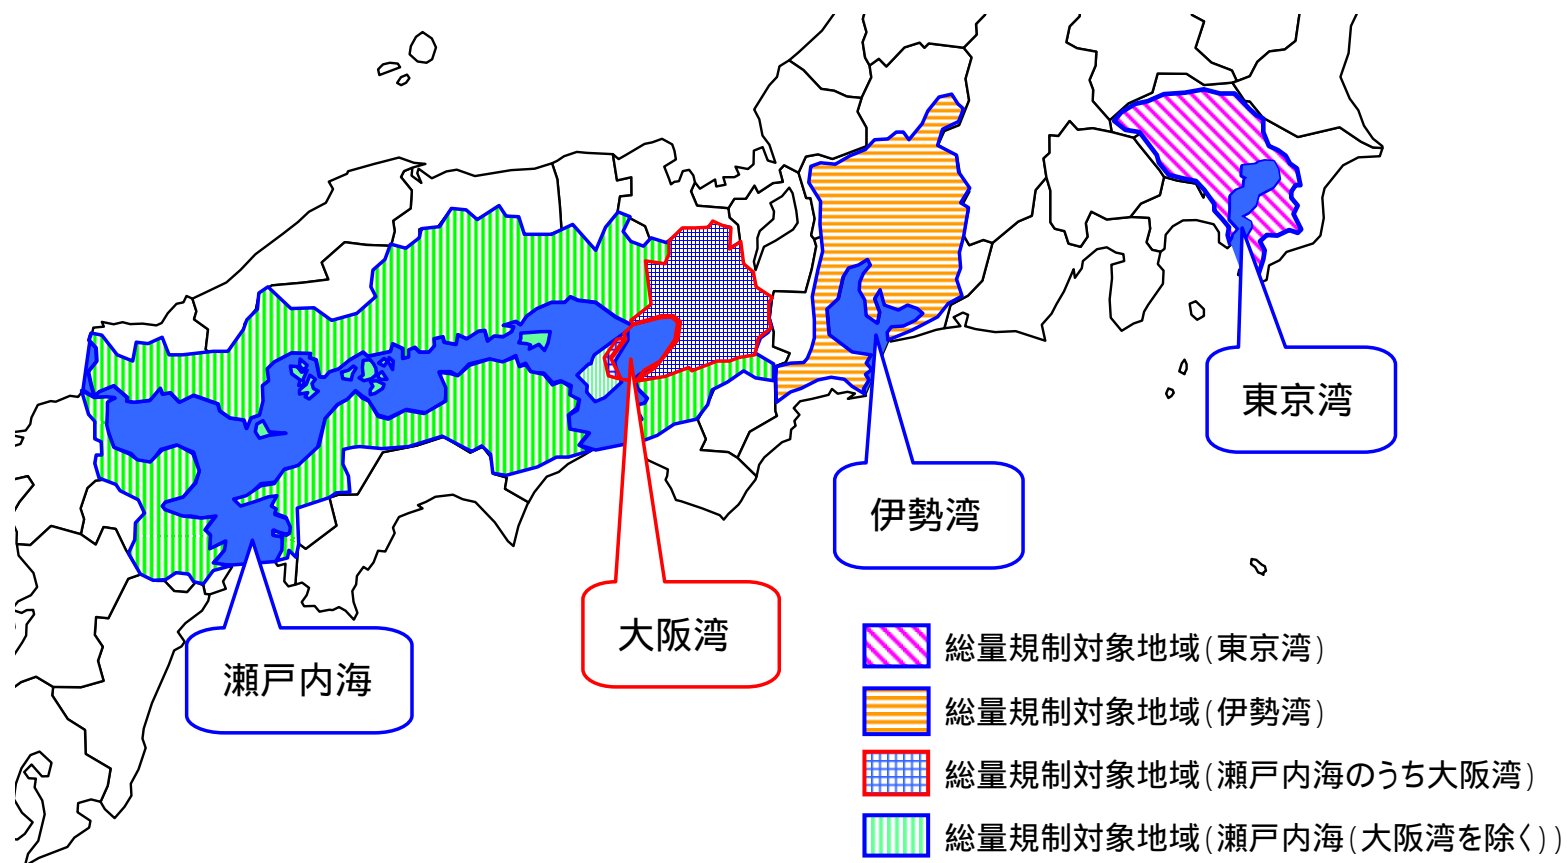 東京湾
伊勢湾
大阪湾
瀬戸内海
総量規制対象地域(東京湾)
総量規制対象地域(伊勢湾)
総量規制対象地域(瀬戸内海のうち大阪湾)
総量規制対象地域(瀬戸内海(大阪湾を除く))